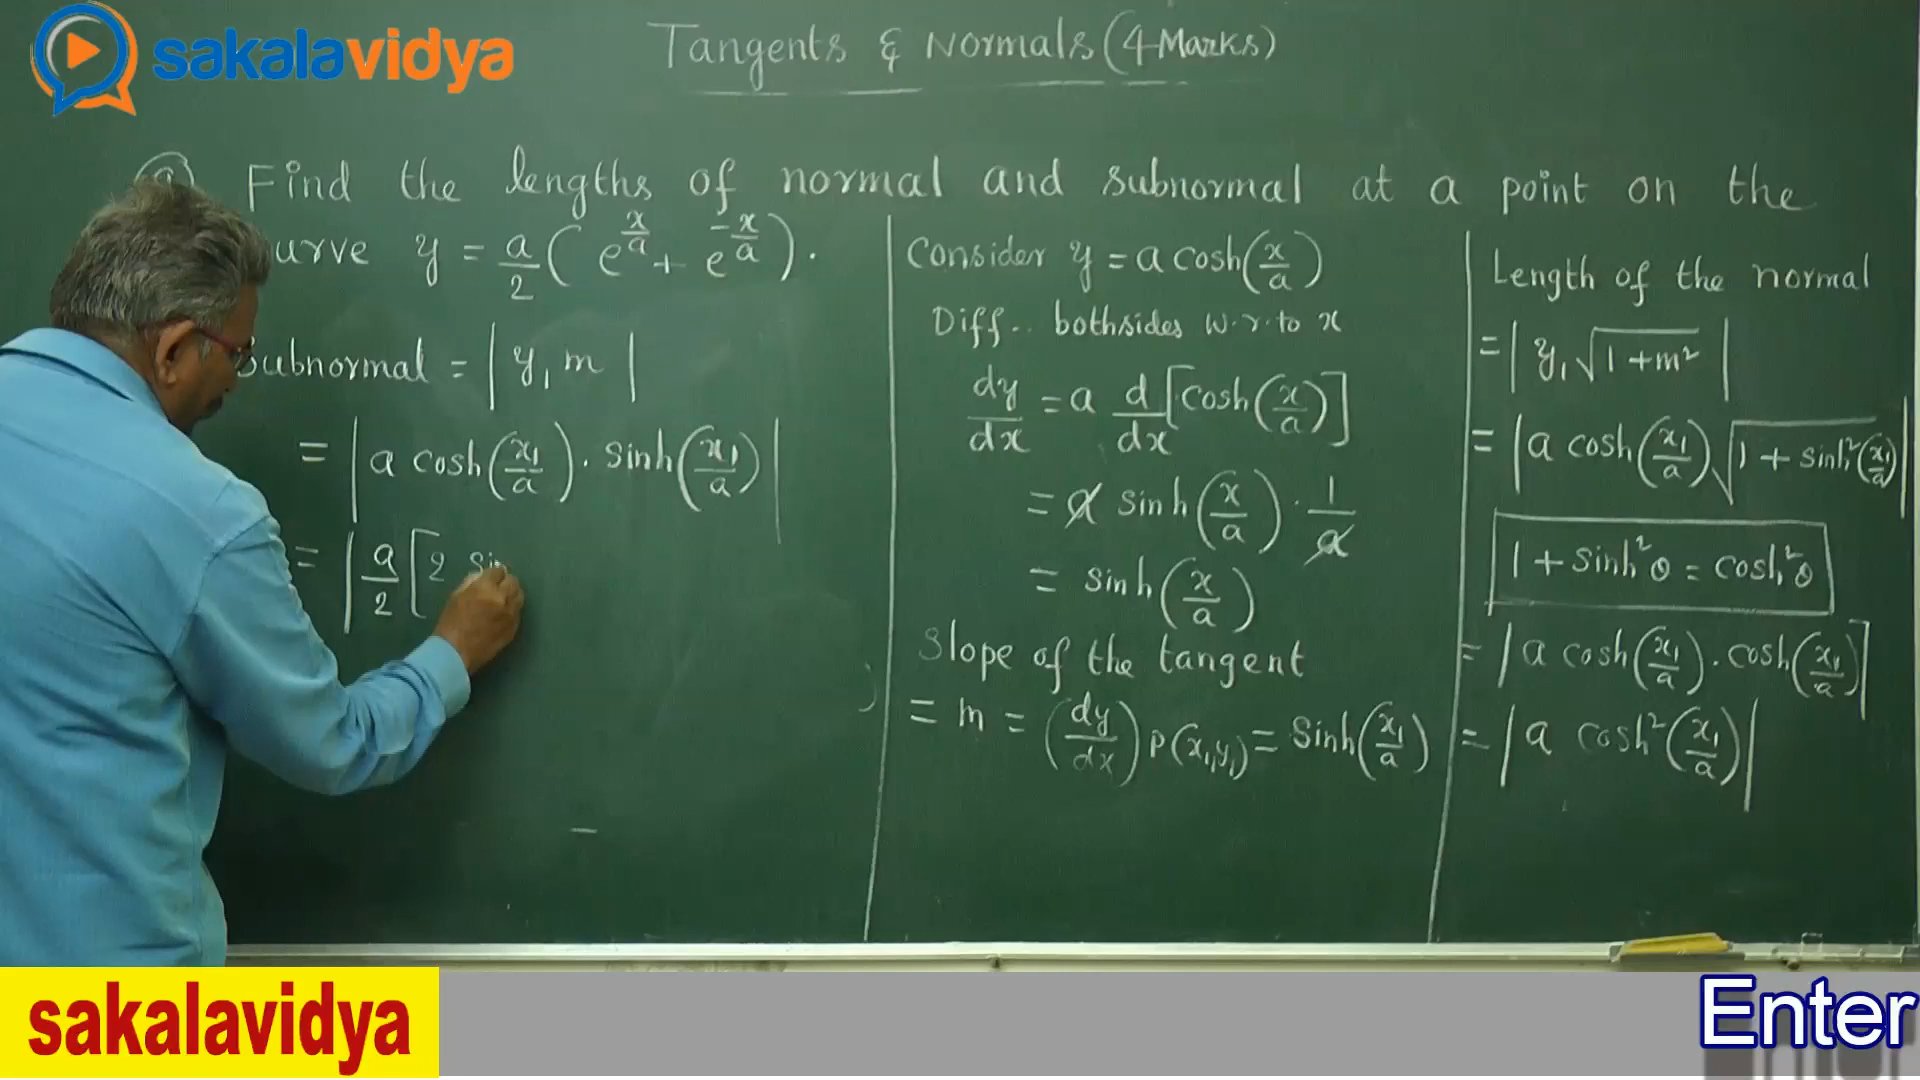 sakalavidya
Tangents & Normals (4 Marks)
Find the lengths of normal and subnormal at a point on the
urve y = a/2 ( e^(x/a) + e^(-x/a) ) .
Subnormal = | y₁ m |
= | a cosh(x₁/a) . sinh(x₁/a) |
= | a/2 [ 2 si
Consider y = a cosh(x/a)
Diff.. bothsides w.r.to x
dy/dx = a d/dx [cosh(x/a)]
= a sinh(x/a) . 1/a
= sinh(x/a)
Slope of the tangent
= m = (dy/dx) P(x₁,y₁) = Sinh(x₁/a)
Length of the normal
= | y₁ √(1+m²) |
= | a cosh(x₁/a) √(1 + sinh²(x₁/a)) |
1 + sinh²θ = cosh²θ
= | a cosh(x₁/a) . cosh(x₁/a) |
= | a cosh²(x₁/a) |
sakalavidya
Enter